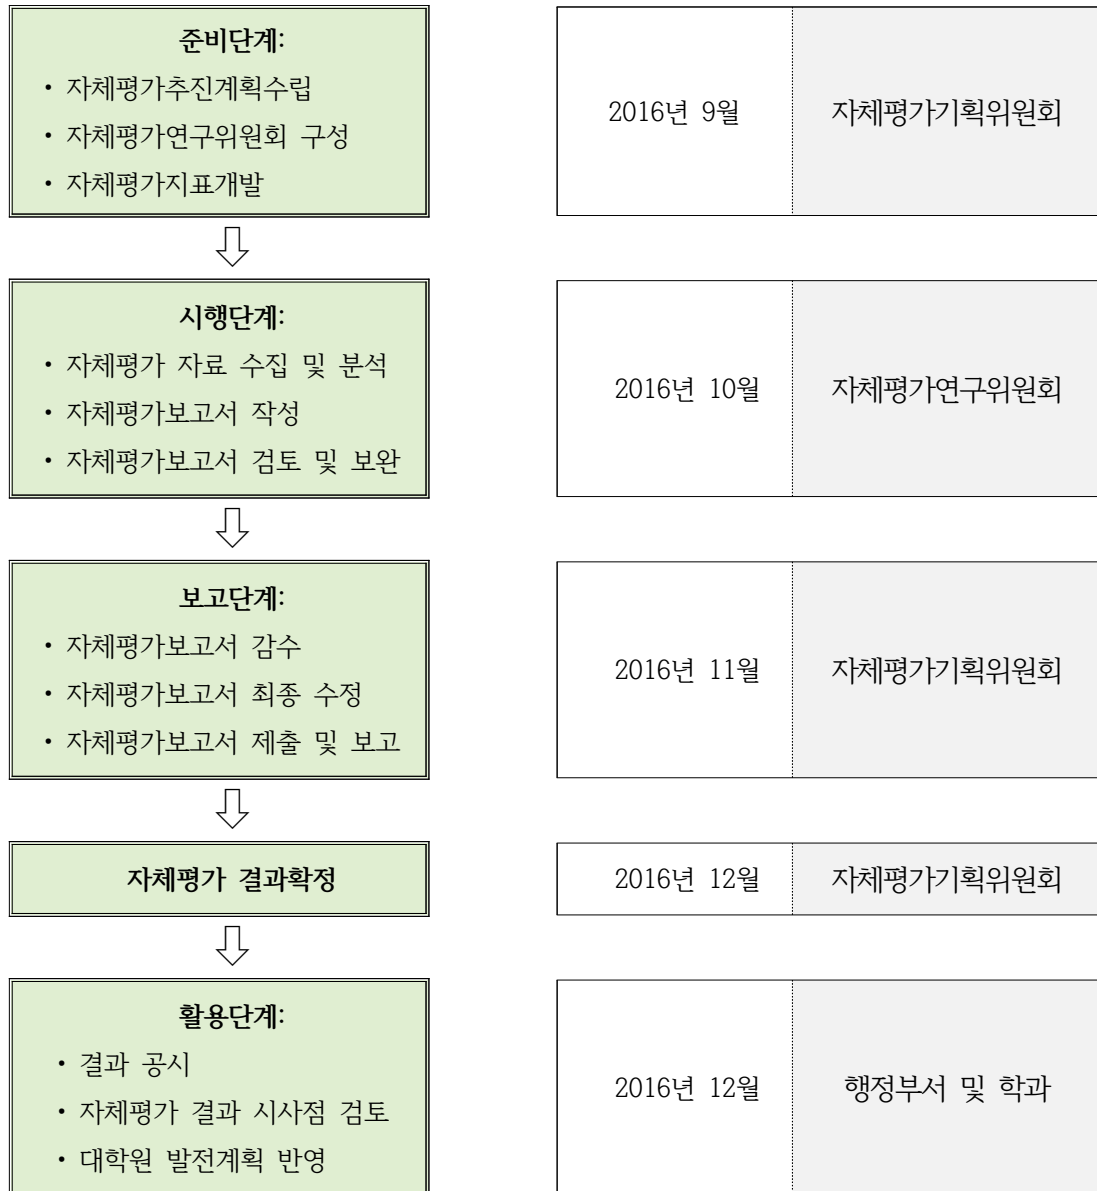 준비단계:
• 자체평가추진계획수립
• 자체평가연구위원회 구성
• 자체평가지표개발
2016년 9월
자체평가기획위원회
시행단계:
• 자체평가 자료 수집 및 분석
• 자체평가보고서 작성
• 자체평가보고서 검토 및 보완
2016년 10월
자체평가연구위원회
보고단계:
• 자체평가보고서 감수
• 자체평가보고서 최종 수정
• 자체평가보고서 제출 및 보고
2016년 11월
자체평가기획위원회
자체평가 결과확정
2016년 12월
자체평가기획위원회
활용단계:
• 결과 공시
• 자체평가 결과 시사점 검토
• 대학원 발전계획 반영
2016년 12월
행정부서 및 학과